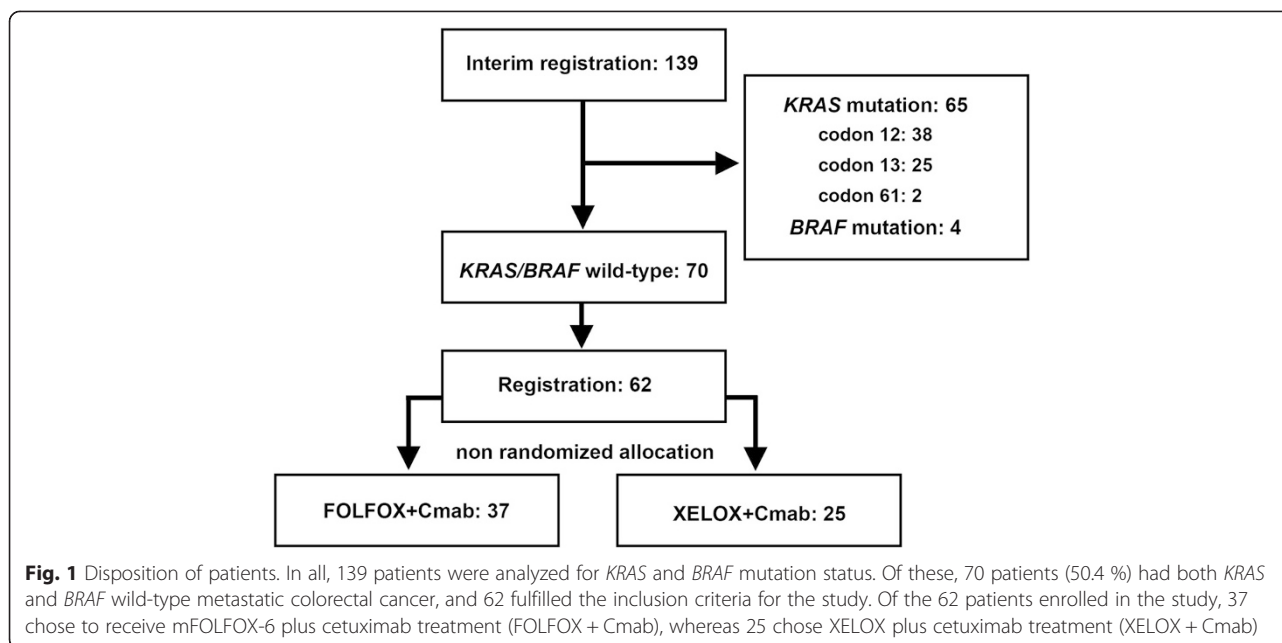 Interim registration: 139
KRAS mutation: 65
codon 12: 38
codon 13: 25
codon 61: 2
BRAF mutation: 4
KRAS/BRAF wild-type: 70
Registration: 62
non randomized allocation
FOLFOX+Cmab: 37
XELOX+Cmab: 25
Fig. 1 Disposition of patients. In all, 139 patients were analyzed for KRAS and BRAF mutation status. Of these, 70 patients (50.4 %) had both KRAS
and BRAF wild-type metastatic colorectal cancer, and 62 fulfilled the inclusion criteria for the study. Of the 62 patients enrolled in the study, 37
chose to receive mFOLFOX-6 plus cetuximab treatment (FOLFOX + Cmab), whereas 25 chose XELOX plus cetuximab treatment (XELOX + Cmab)